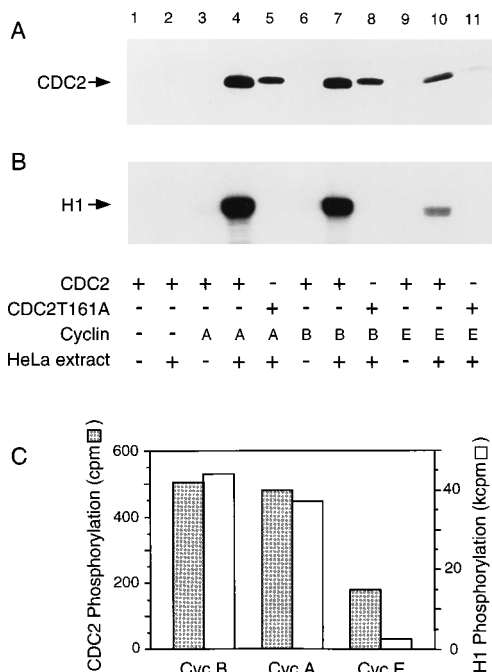 1 2 3 4 5 6 7 8 9 10 11
A
CDC2
B
H1
CDC2 + + + + - + + - + + -
CDC2T161A - - - - + - - + - - +
Cyclin - - A A A B B B E E E
HeLa extract - + - + + - + + - + +
C
CDC2 Phosphorylation (cpm )
600
400
200
0
H1 Phosphorylation (kcpm )
40
20
0
Cyc B Cyc A Cyc E